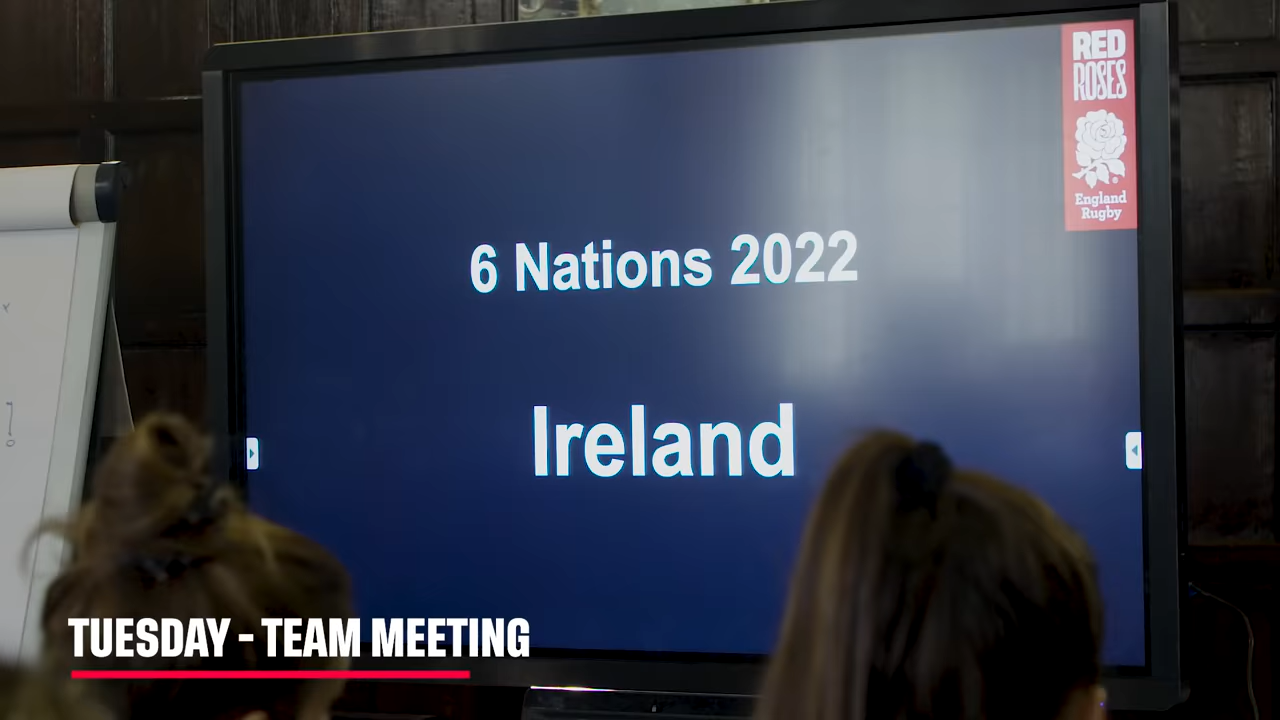 RED
ROSES
England
Rugby
6 Nations 2022
Ireland
TUESDAY - TEAM MEETING